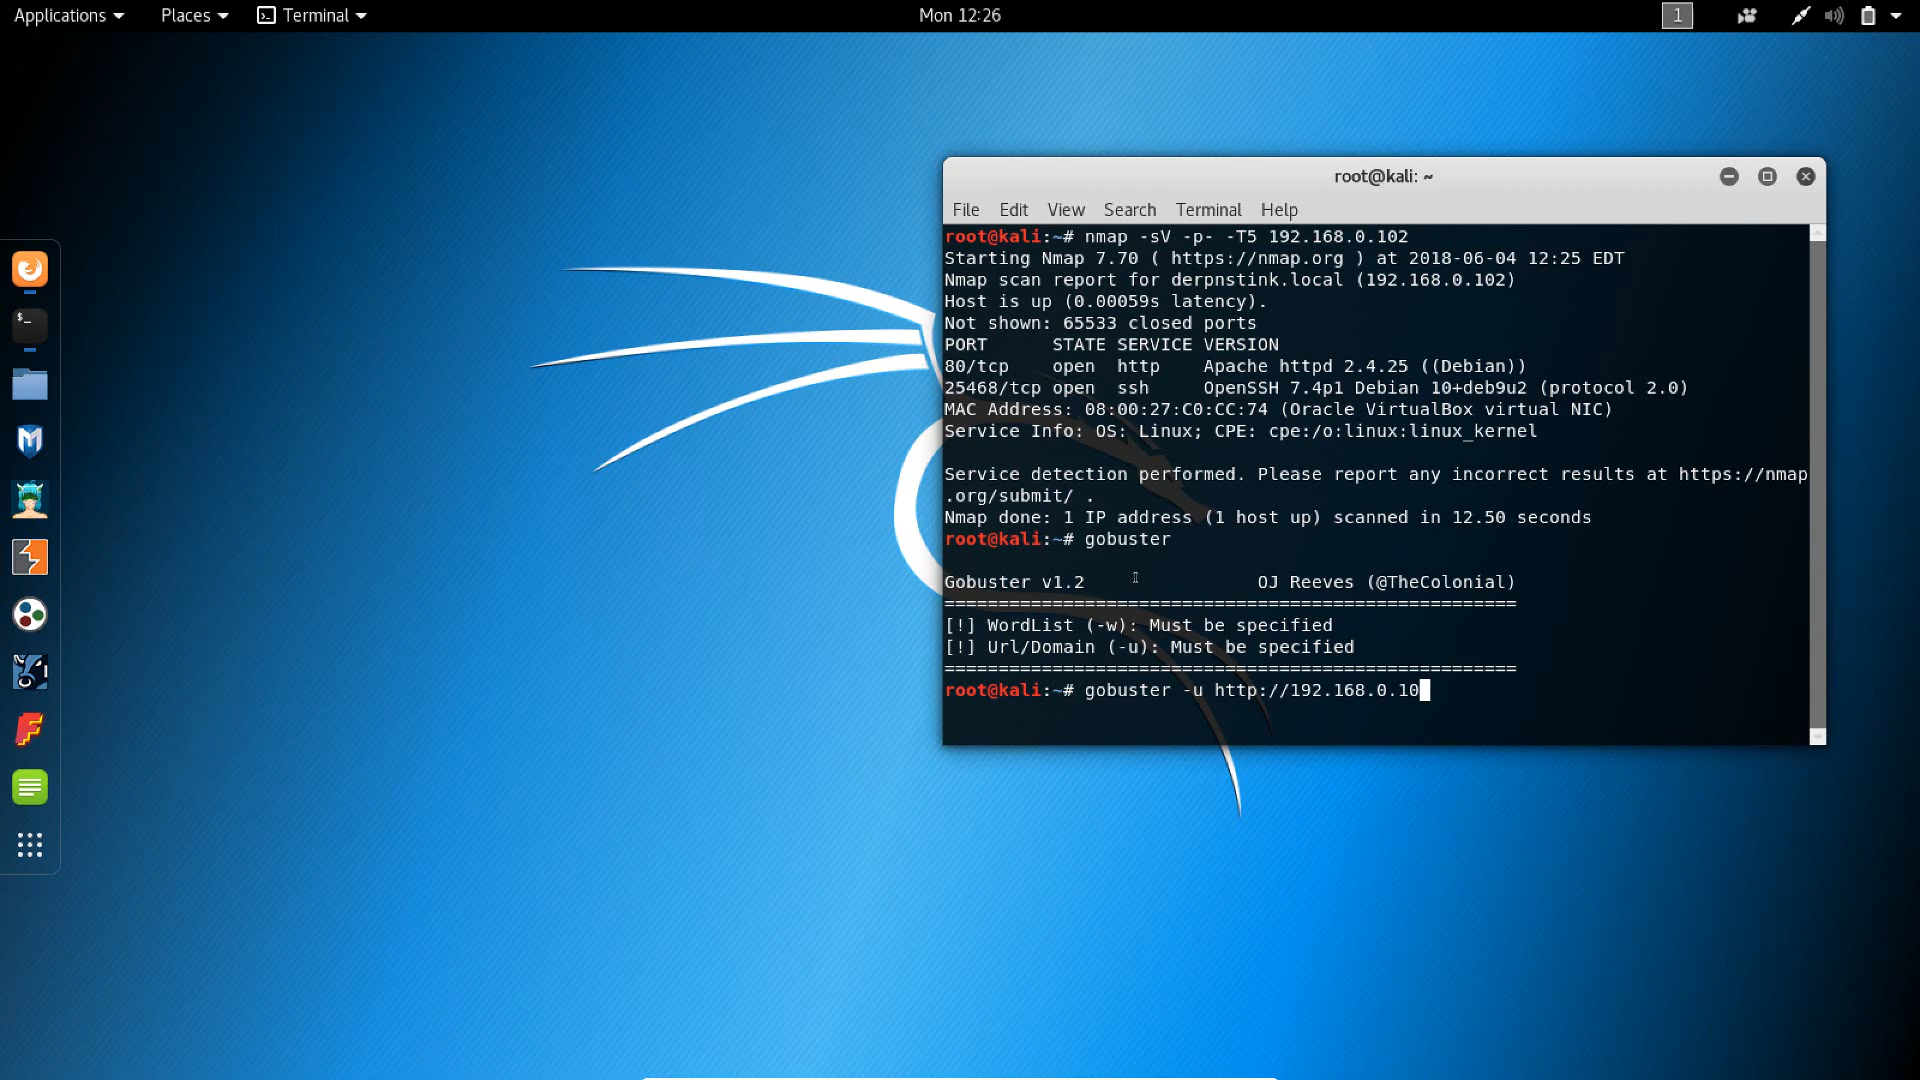 Applications Places Terminal Mon 12:26 1
root@kali: ~
File Edit View Search Terminal Help
root@kali:~# nmap -sV -p- -T5 192.168.0.102
Starting Nmap 7.70 ( https://nmap.org ) at 2018-06-04 12:25 EDT
Nmap scan report for derpnstink.local (192.168.0.102)
Host is up (0.00059s latency).
Not shown: 65533 closed ports
PORT      STATE SERVICE VERSION
80/tcp    open  http    Apache httpd 2.4.25 ((Debian))
25468/tcp open  ssh     OpenSSH 7.4p1 Debian 10+deb9u2 (protocol 2.0)
MAC Address: 08:00:27:C0:CC:74 (Oracle VirtualBox virtual NIC)
Service Info: OS: Linux; CPE: cpe:/o:linux:linux_kernel
Service detection performed. Please report any incorrect results at https://nmap
.org/submit/ .
Nmap done: 1 IP address (1 host up) scanned in 12.50 seconds
root@kali:~# gobuster
Gobuster v1.2                OJ Reeves (@TheColonial)
=====================================================
[!] WordList (-w): Must be specified
[!] Url/Domain (-u): Must be specified
=====================================================
root@kali:~# gobuster -u http://192.168.0.10